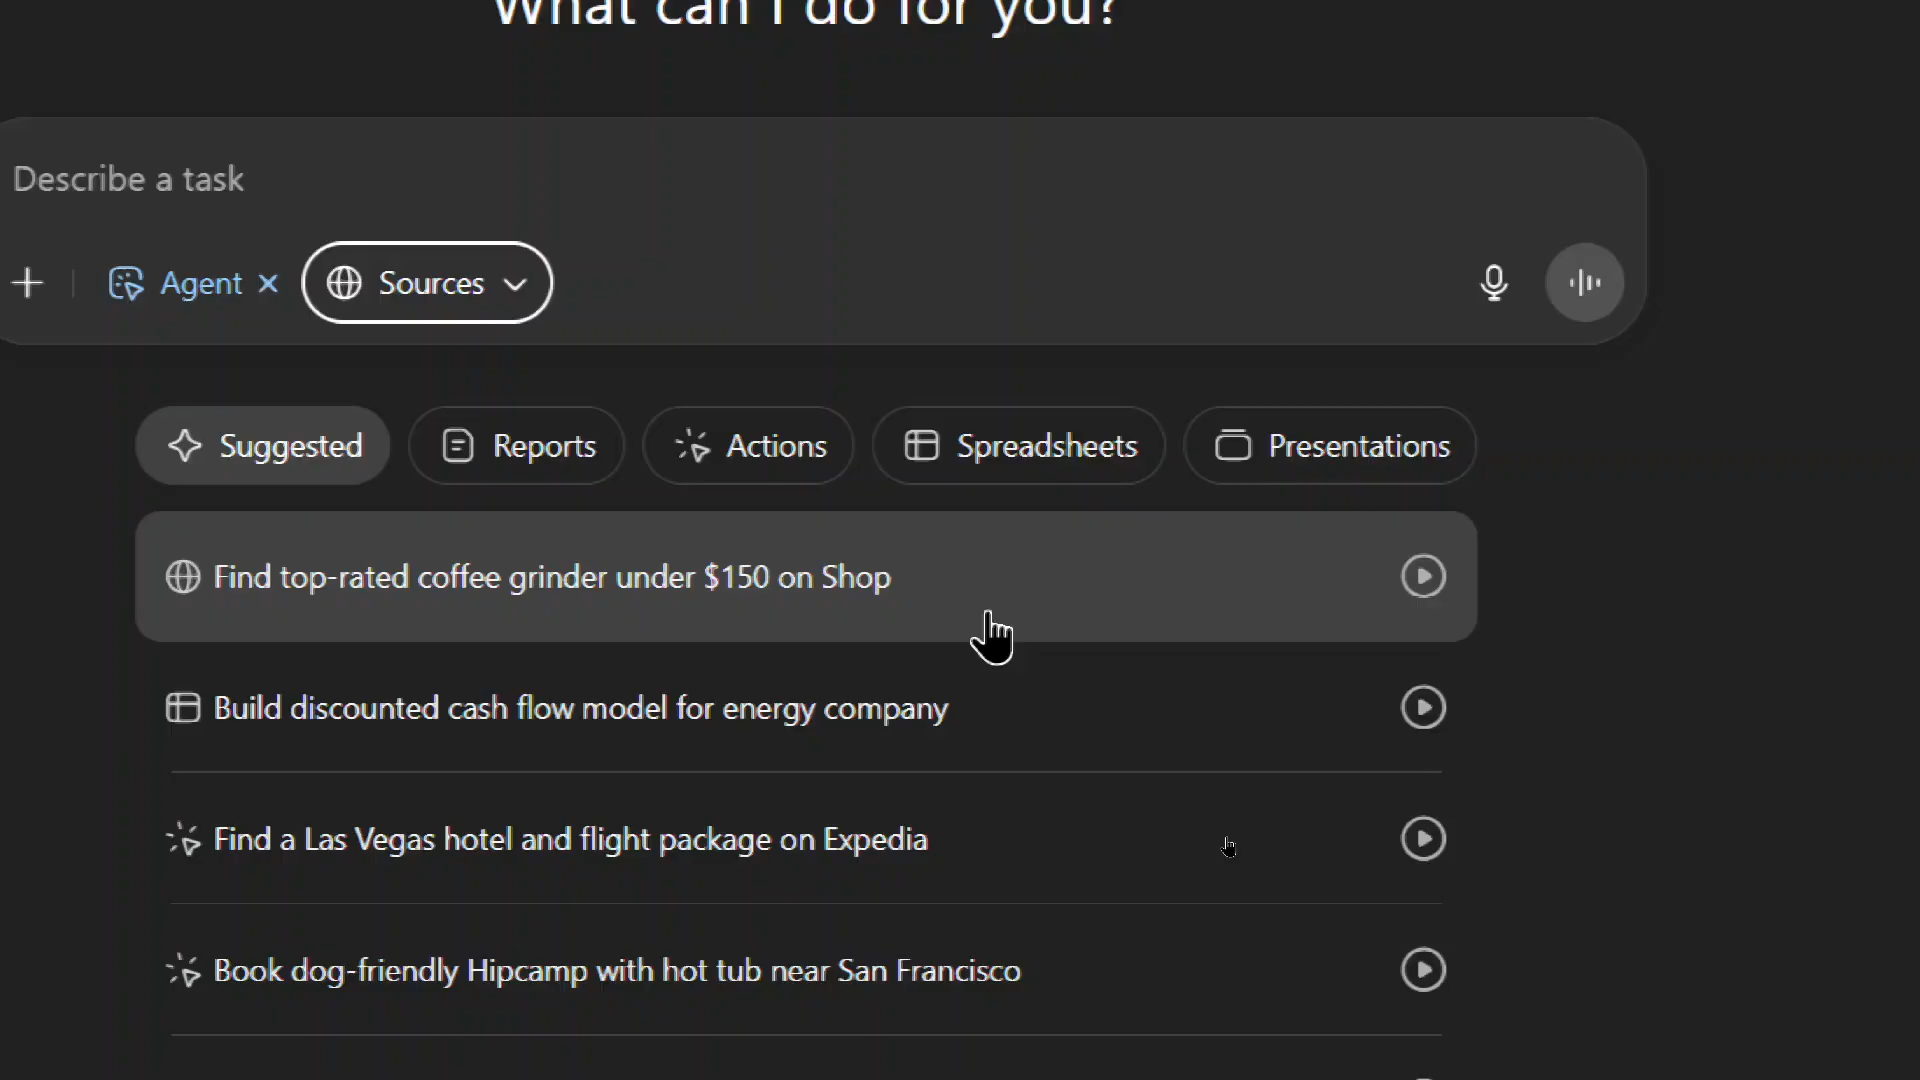 What can I do for you?
Describe a task
Agent
Sources
Suggested
Reports
Actions
Spreadsheets
Presentations
Find top-rated coffee grinder under $150 on Shop
Build discounted cash flow model for energy company
Find a Las Vegas hotel and flight package on Expedia
Book dog-friendly Hipcamp with hot tub near San Francisco